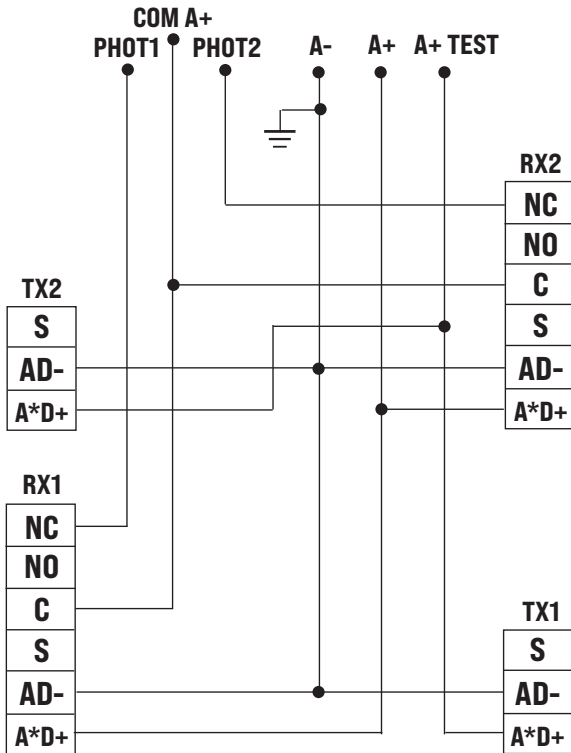 COM A+
PHOT1 PHOT2 A- A+ A+ TEST
RX2
NC
NO
C
S
AD-
A*D+
TX2
S
AD-
A*D+
RX1
NC
NO
C
S
AD-
A*D+
TX1
S
AD-
A*D+